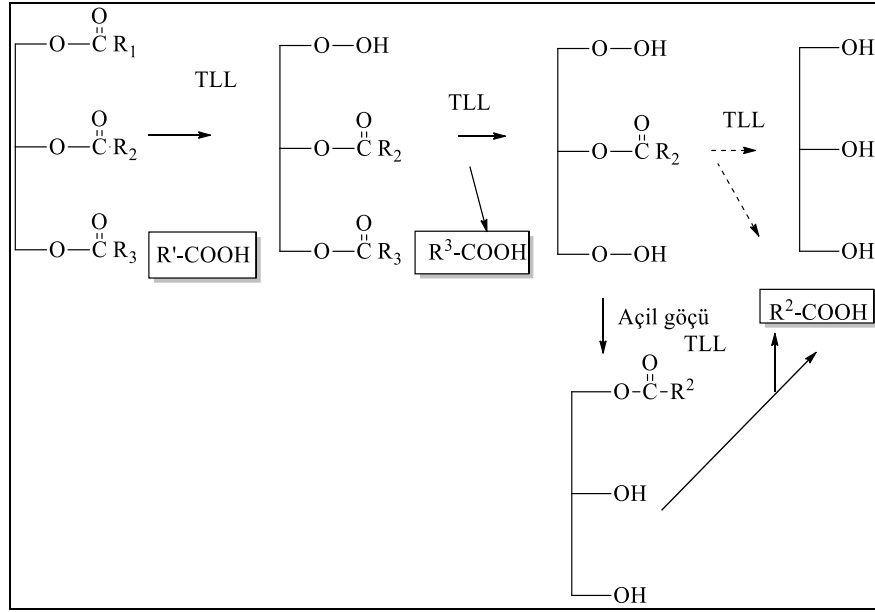 O
O—C R₁
O
O—C R₂
O
O—C R₃
TLL
R'-COOH
O—OH
O
O—C R₂
O
O—C R₃
TLL
R³-COOH
O—OH
O
O—C R₂
O—OH
TLL
OH
OH
OH
R²-COOH
Açil göçü
TLL
O
O-C-R²
OH
OH